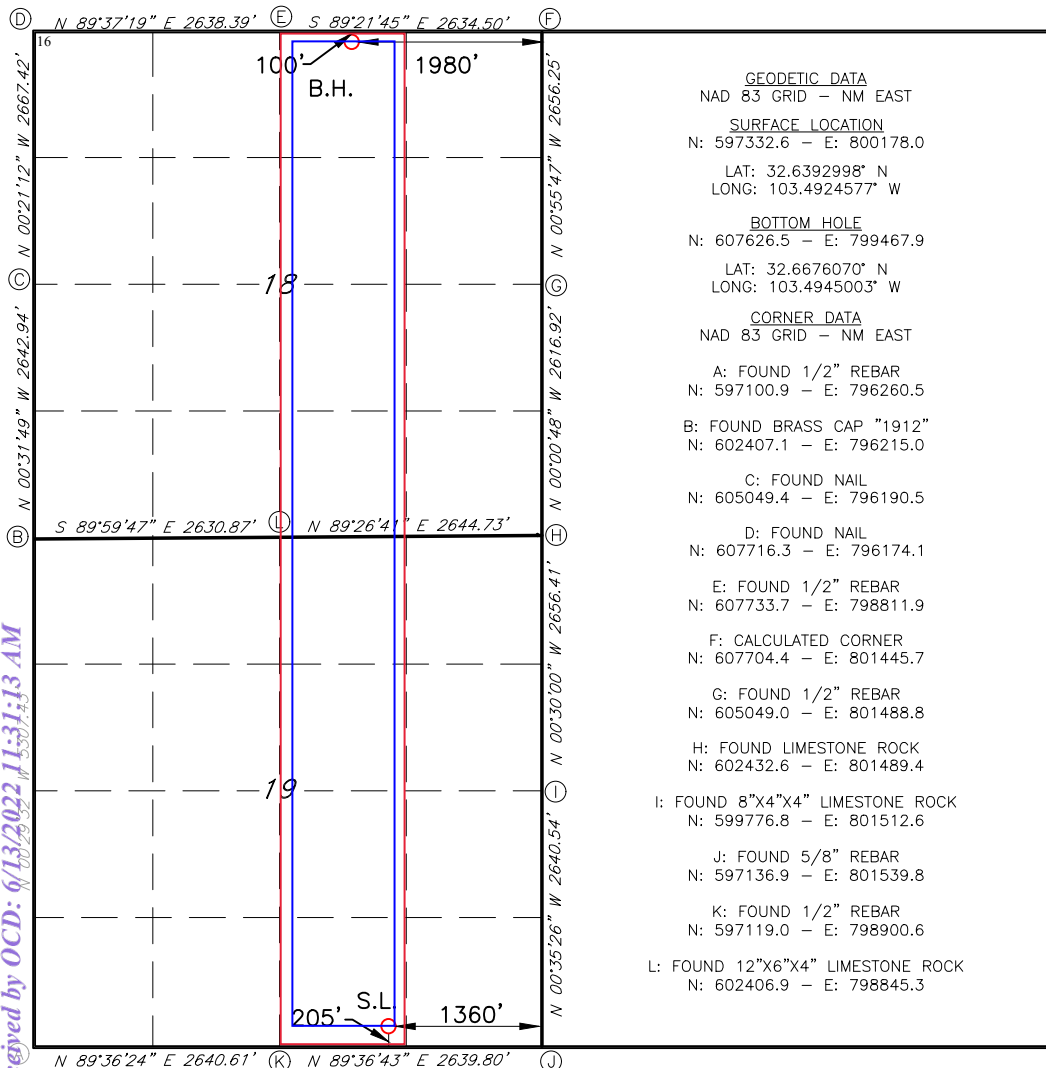 D N 89°37'19" E 2638.39' E S 89°21'45" E 2634.50' F
16
100' 1980'
B.H.
N 00°21'12" W 2667.42'
N 00°55'47" W 2656.25'
C 18 G
N 00°31'49" W 2642.94'
N 00°00'48" W 2616.92'
B S 89°59'47" E 2630.87' L N 89°26'41" E 2644.73' H
N 00°30'00" W 2656.41'
19 I
N 00°35'26" W 2640.54'
S.L.
205' 1360'
N 89°36'24" E 2640.61' K N 89°36'43" E 2639.80' J
ceived by OCD: 6/13/2022 11:31:13 AM
GEODETIC DATA
NAD 83 GRID – NM EAST
SURFACE LOCATION
N: 597332.6 – E: 800178.0
LAT: 32.6392998° N
LONG: 103.4924577° W
BOTTOM HOLE
N: 607626.5 – E: 799467.9
LAT: 32.6676070° N
LONG: 103.4945003° W
CORNER DATA
NAD 83 GRID – NM EAST
A: FOUND 1/2" REBAR
N: 597100.9 – E: 796260.5
B: FOUND BRASS CAP "1912"
N: 602407.1 – E: 796215.0
C: FOUND NAIL
N: 605049.4 – E: 796190.5
D: FOUND NAIL
N: 607716.3 – E: 796174.1
E: FOUND 1/2" REBAR
N: 607733.7 – E: 798811.9
F: CALCULATED CORNER
N: 607704.4 – E: 801445.7
G: FOUND 1/2" REBAR
N: 605049.0 – E: 801488.8
H: FOUND LIMESTONE ROCK
N: 602432.6 – E: 801489.4
I: FOUND 8"X4"X4" LIMESTONE ROCK
N: 599776.8 – E: 801512.6
J: FOUND 5/8" REBAR
N: 597136.9 – E: 801539.8
K: FOUND 1/2" REBAR
N: 597119.0 – E: 798900.6
L: FOUND 12"X6"X4" LIMESTONE ROCK
N: 602406.9 – E: 798845.3